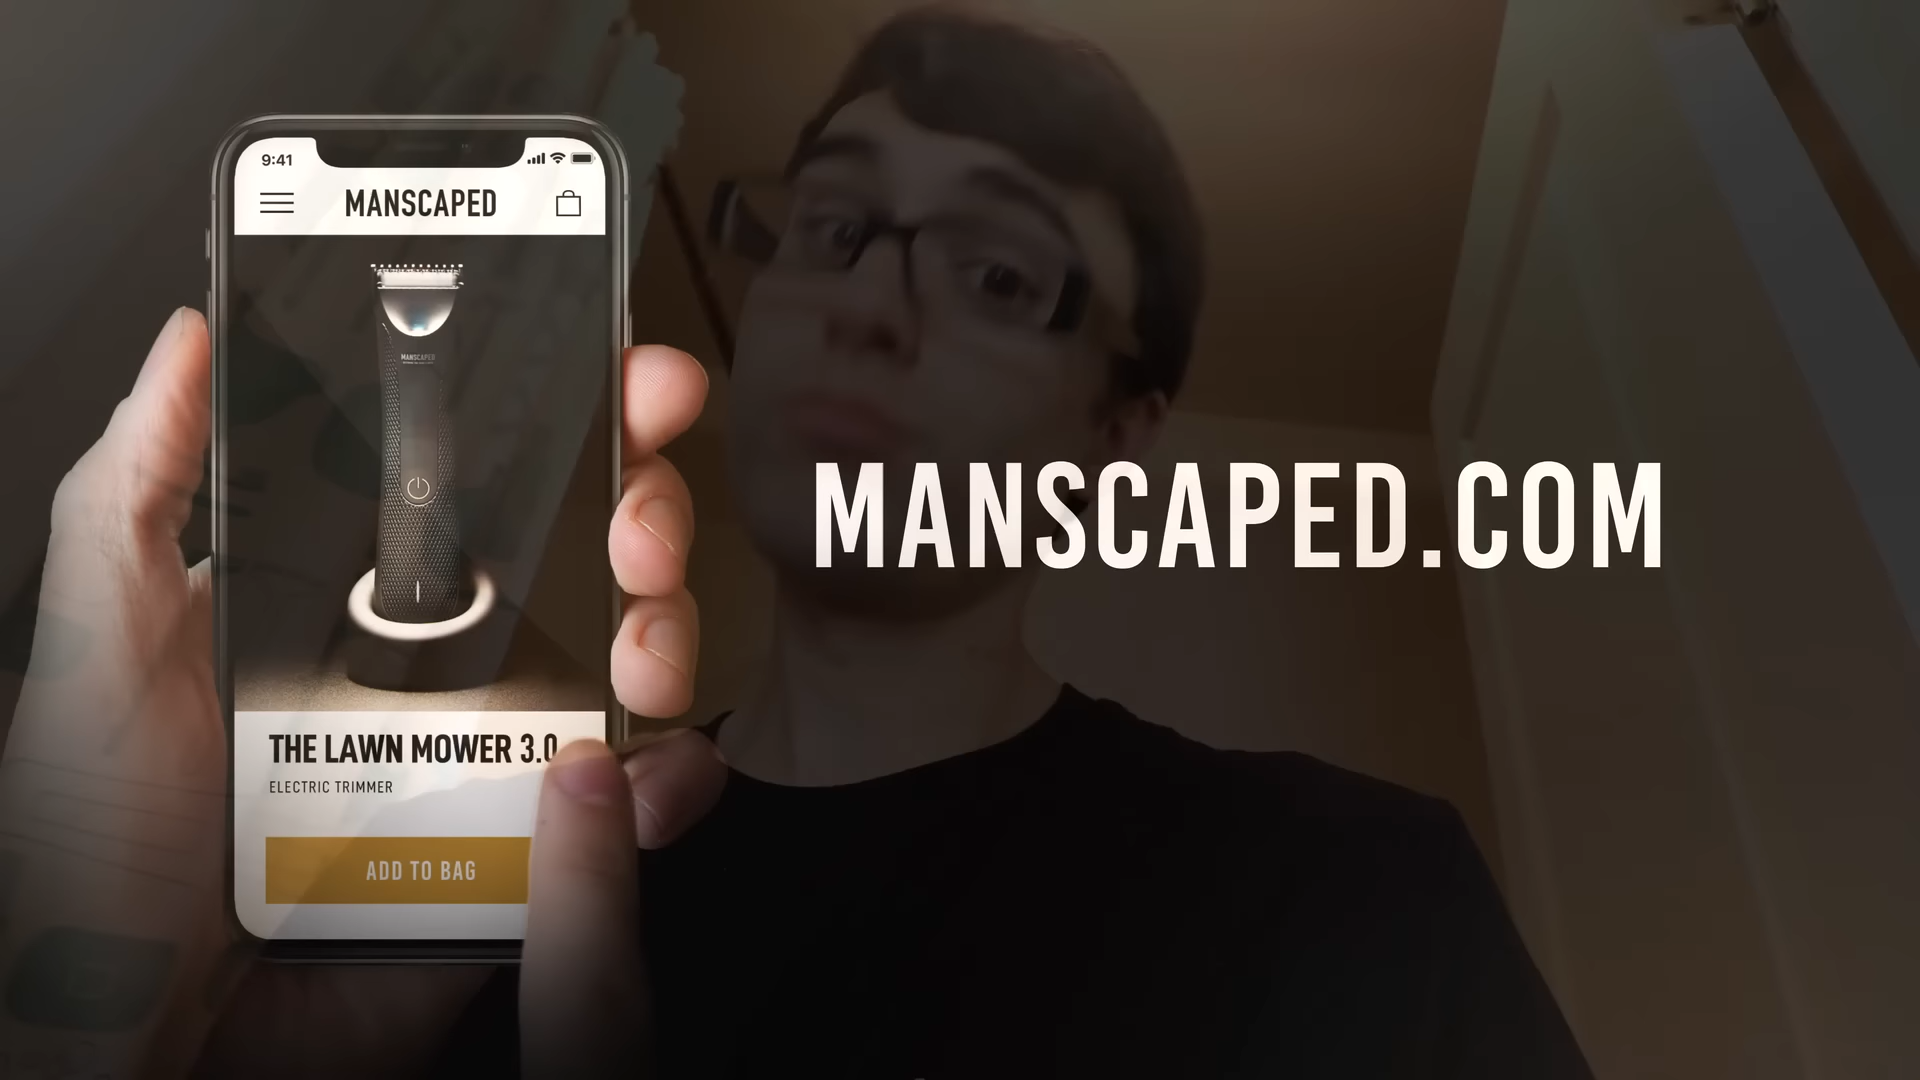 9:41
MANSCAPED
MANSCAPED
THE LAWN MOWER 3.0
ELECTRIC TRIMMER
ADD TO BAG
MANSCAPED.COM